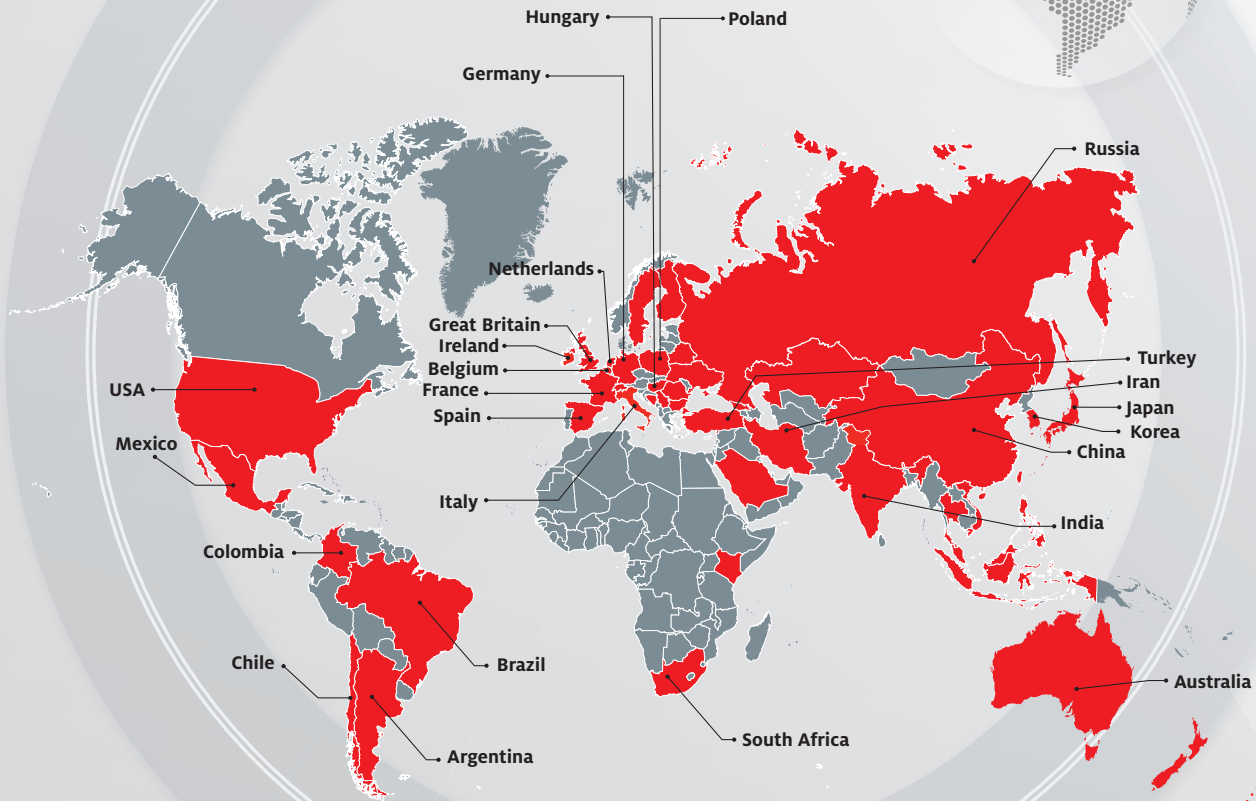 Hungary
Poland
Germany
Russia
Netherlands
Great Britain
Ireland
Belgium
France
Spain
Turkey
Iran
Japan
Korea
China
USA
Mexico
Italy
India
Colombia
Chile
Brazil
Australia
South Africa
Argentina